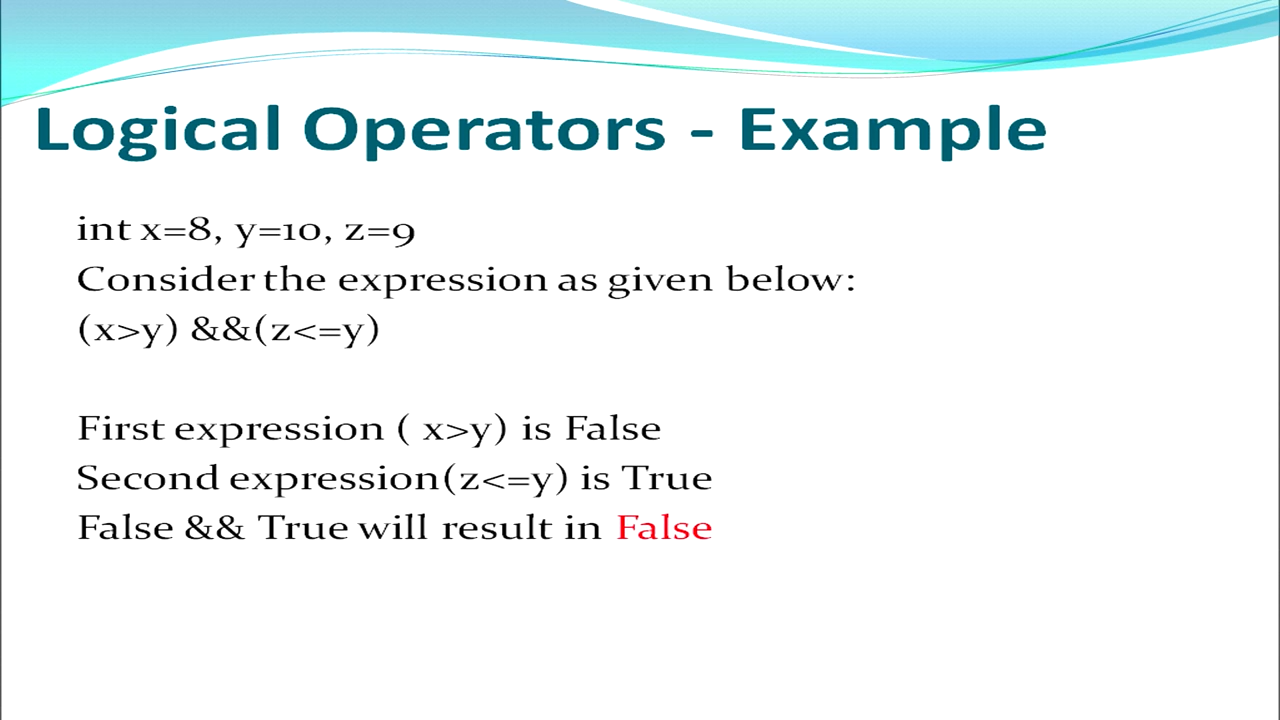 Logical Operators - Example
int x=8, y=10, z=9
Consider the expression as given below:
(x>y) &&(z<=y)
First expression ( x>y) is False
Second expression(z<=y) is True
False && True will result in False